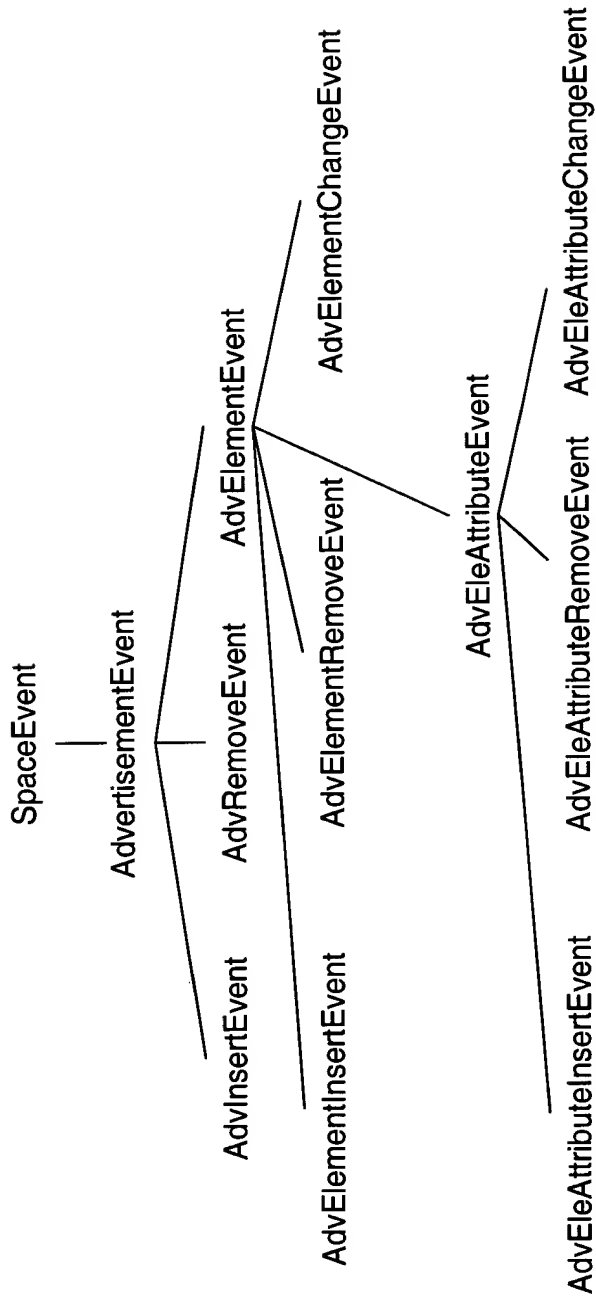 SpaceEvent
AdvertisementEvent
AdvInsertEvent
AdvRemoveEvent
AdvElementEvent
AdvElementInsertEvent
AdvElementRemoveEvent
AdvElementChangeEvent
AdvEleAttributeEvent
AdvEleAttributeInsertEvent
AdvEleAttributeRemoveEvent
AdvEleAttributeChangeEvent